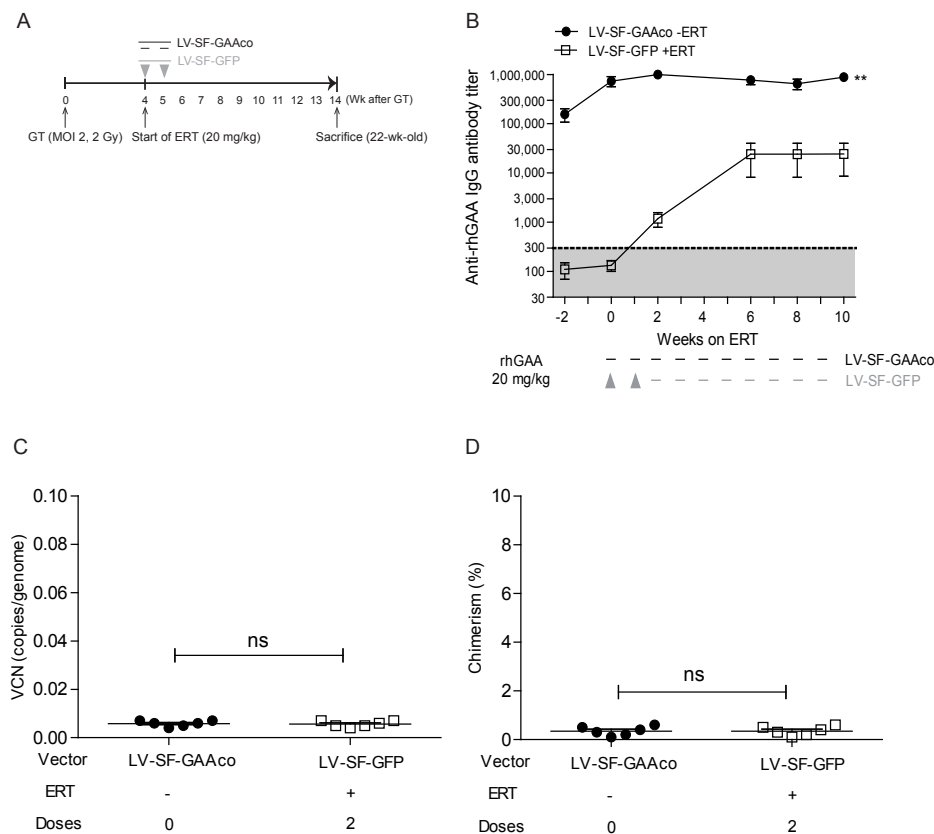 A
LV-SF-GAAco
LV-SF-GFP
0 4 5 6 7 8 9 10 11 12 13 14 (Wk after GT)
GT (MOI 2, 2 Gy) Start of ERT (20 mg/kg) Sacrifice (22-wk-old)
B
LV-SF-GAAco -ERT
LV-SF-GFP +ERT
Anti-rhGAA IgG antibody titer
1,000,000
300,000
100,000
30,000
10,000
3,000
1,000
300
100
30
**
-2 0 2 4 6 8 10
Weeks on ERT
rhGAA
20 mg/kg
LV-SF-GAAco
LV-SF-GFP
C
VCN (copies/genome)
0.10
0.08
0.06
0.04
0.02
0.00
ns
Vector LV-SF-GAAco LV-SF-GFP
ERT - +
Doses 0 2
D
Chimerism (%)
10
8
6
4
2
0
ns
Vector LV-SF-GAAco LV-SF-GFP
ERT - +
Doses 0 2